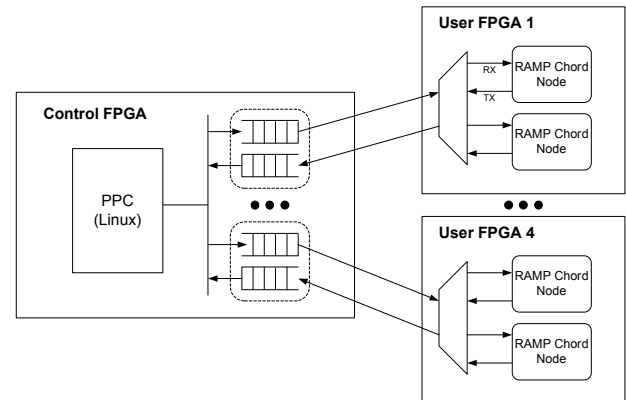 User FPGA 1
RX
TX
RAMP Chord
Node
RAMP Chord
Node
Control FPGA
PPC
(Linux)
User FPGA 4
RAMP Chord
Node
RAMP Chord
Node